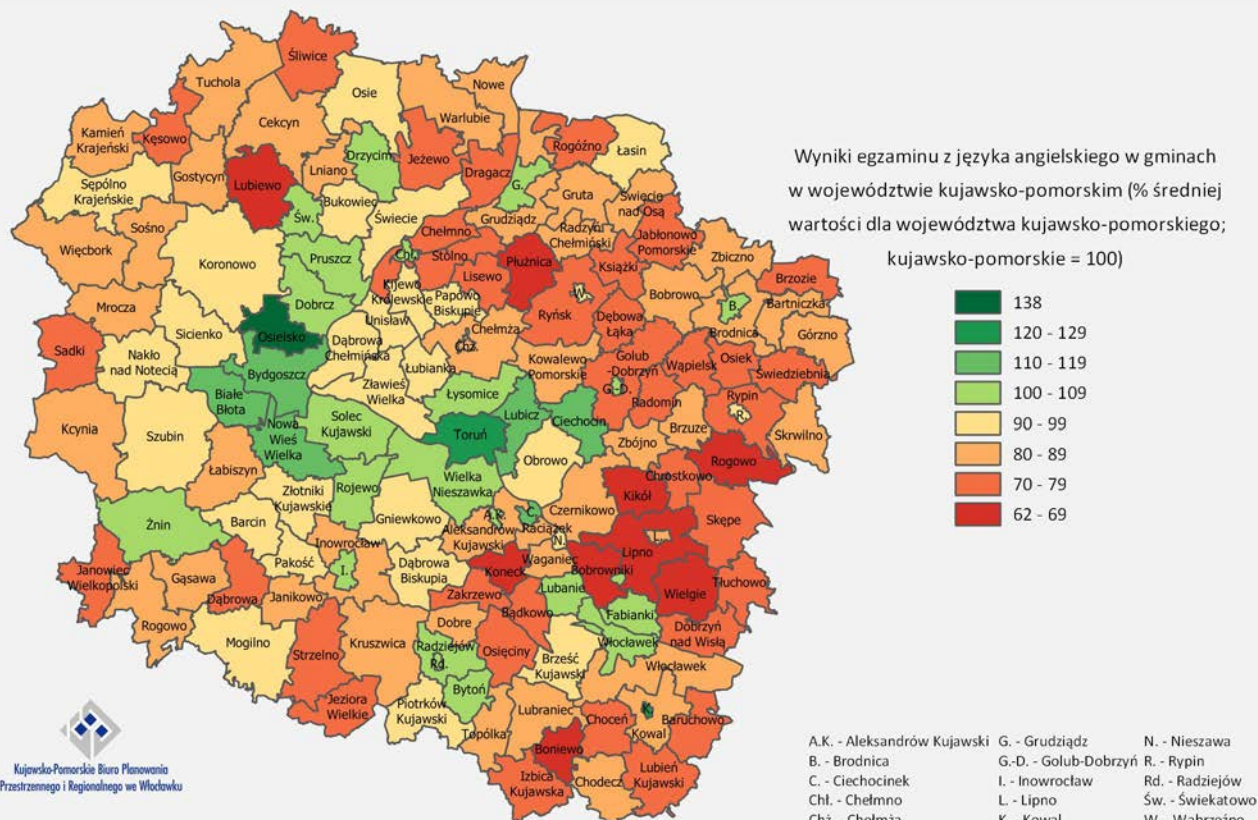 Śliwice
Tuchola
Osie
Nowe
Cekcyn
Warlubie
Kamień
Krajeński
Kęsowo
Drzycim
Jeżewo
Rogóźno
Łasin
Gostycyn
Lubiewo
Lniano
Dragacz
G.
Sępólno
Krajeńskie
Bukowiec
Gruta
Świecie
nad Osą
Św.
Świecie
Sośno
Grudziądz
Radzyń
Chełmiński
Więcbork
Chełmno
Jabłonowo
Pomorskie
Koronowo
Pruszcz
Chł.
Stolno
Płużnica
Zbiczno
Lisewo
Książki
Brzozie
Kijewo
Królewskie
Papowo
Biskupie
W.
Bobrowo
Bartniczka
Mrocza
Dobrcz
B.
Unisław
Ryńsk
Dębowa
Łąka
Brodnica
Górzno
Sicienko
Osielsko
Chełmża
Dąbrowa
Chełmińska
Chż.
Sadki
Nakło
nad Notecią
Kowalewo
Pomorskie
Golub
-Dobrzyń
Wąpielsk
Osiek
Łubianka
Świedziebnia
Bydgoszcz
Zławieś
Wielka
G.-D.
Białe
Błota
Łysomice
Radomin
Rypin
Solec
Kujawski
Lubicz
Ciechocin
R.
Kcynia
Szubin
Nowa
Wieś
Wielka
Toruń
Zbójno
Brzuze
Skrwilno
Obrowo
Rogowo
Łabiszyn
Wielka
Nieszawka
Chrostkowo
Złotniki
Kujawskie
Rojewo
Kikół
Żnin
Barcin
Gniewkowo
A.K.
C.
Czernikowo
Skępe
Aleksandrów
Kujawski
Raciążek
N.
L.
Inowrocław
Pakość
I.
Dąbrowa
Biskupia
Waganiec
Lipno
Janowiec
Wielkopolski
Gąsawa
Koneck
Bobrowniki
Tłuchowo
Dąbrowa
Janikowo
Zakrzewo
Lubanie
Wielgie
Rogowo
Bądkowo
Fabianki
Dobre
Dobrzyń
nad Wisłą
Mogilno
Kruszwica
Radziejów
Osięciny
Włocławek
Strzelno
Rd.
Brześć
Kujawski
Włocławek
Bytoń
Jeziora
Wielkie
Piotrków
Kujawski
Lubraniec
Choceń
K.
Baruchowo
Topólka
Kowal
Boniewo
Izbica
Kujawska
Chodecz
Lubień
Kujawski
Wyniki egzaminu z języka angielskiego w gminach
w województwie kujawsko-pomorskim (% średniej
wartości dla województwa kujawsko-pomorskiego;
kujawsko-pomorskie = 100)
138
120 - 129
110 - 119
100 - 109
90 - 99
80 - 89
70 - 79
62 - 69
Kujawsko-Pomorskie Biuro Planowania
Przestrzennego i Regionalnego we Włocławku
A.K. - Aleksandrów Kujawski G. - Grudziądz N. - Nieszawa
B. - Brodnica G.-D. - Golub-Dobrzyń R. - Rypin
C. - Ciechocinek I. - Inowrocław Rd. - Radziejów
Chł. - Chełmno L. - Lipno Św. - Świekatowo
Chż. - Chełmża K. - Kowal W. - Wąbrzeźno